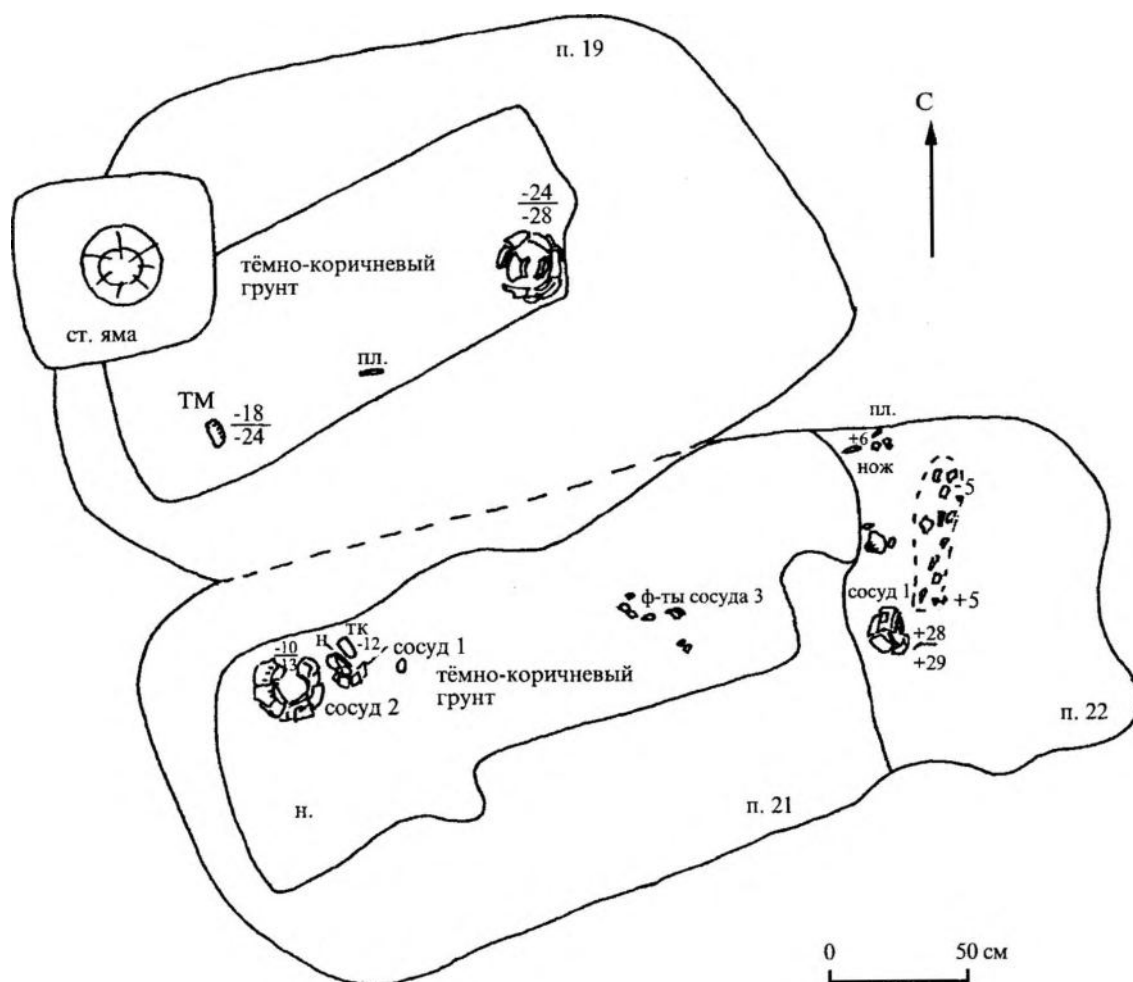 п. 19
С
-24
-28
тёмно-коричневый
грунт
ст. яма
пл.
ТМ
-18
-24
пл.
+6
нож
-5
сосуд 1
+5
+28
+29
ф-ты сосуда 3
тк
н.
-12
-10
-13
сосуд 1
тёмно-коричневый
грунт
сосуд 2
п. 22
н.
п. 21
0 50 см